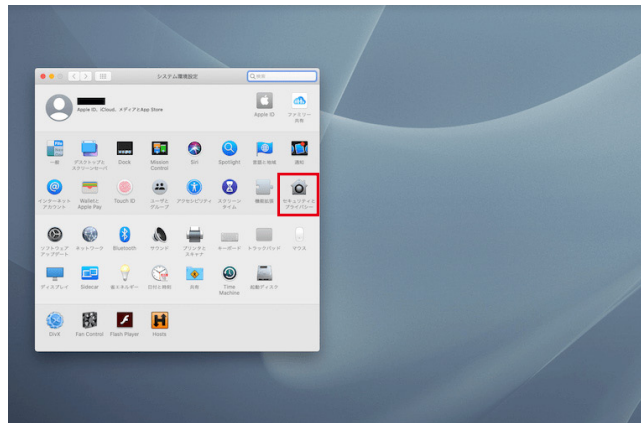 システム環境設定
検索
Apple ID、iCloud、メディアとApp Store
Apple ID
ファミリー
共有
一般
デスクトップと
スクリーンセーバ
Dock
Mission
Control
Siri
Spotlight
言語と地域
通知
インターネット
アカウント
Walletと
Apple Pay
Touch ID
ユーザと
グループ
アクセシビリティ
スクリーン
タイム
機能拡張
セキュリティと
プライバシー
ソフトウェア
アップデート
ネットワーク
Bluetooth
サウンド
プリンタと
スキャナ
キーボード
トラックパッド
マウス
ディスプレイ
Sidecar
省エネルギー
日付と時刻
共有
Time
Machine
起動ディスク
DivX
Fan Control
Flash Player
Hosts